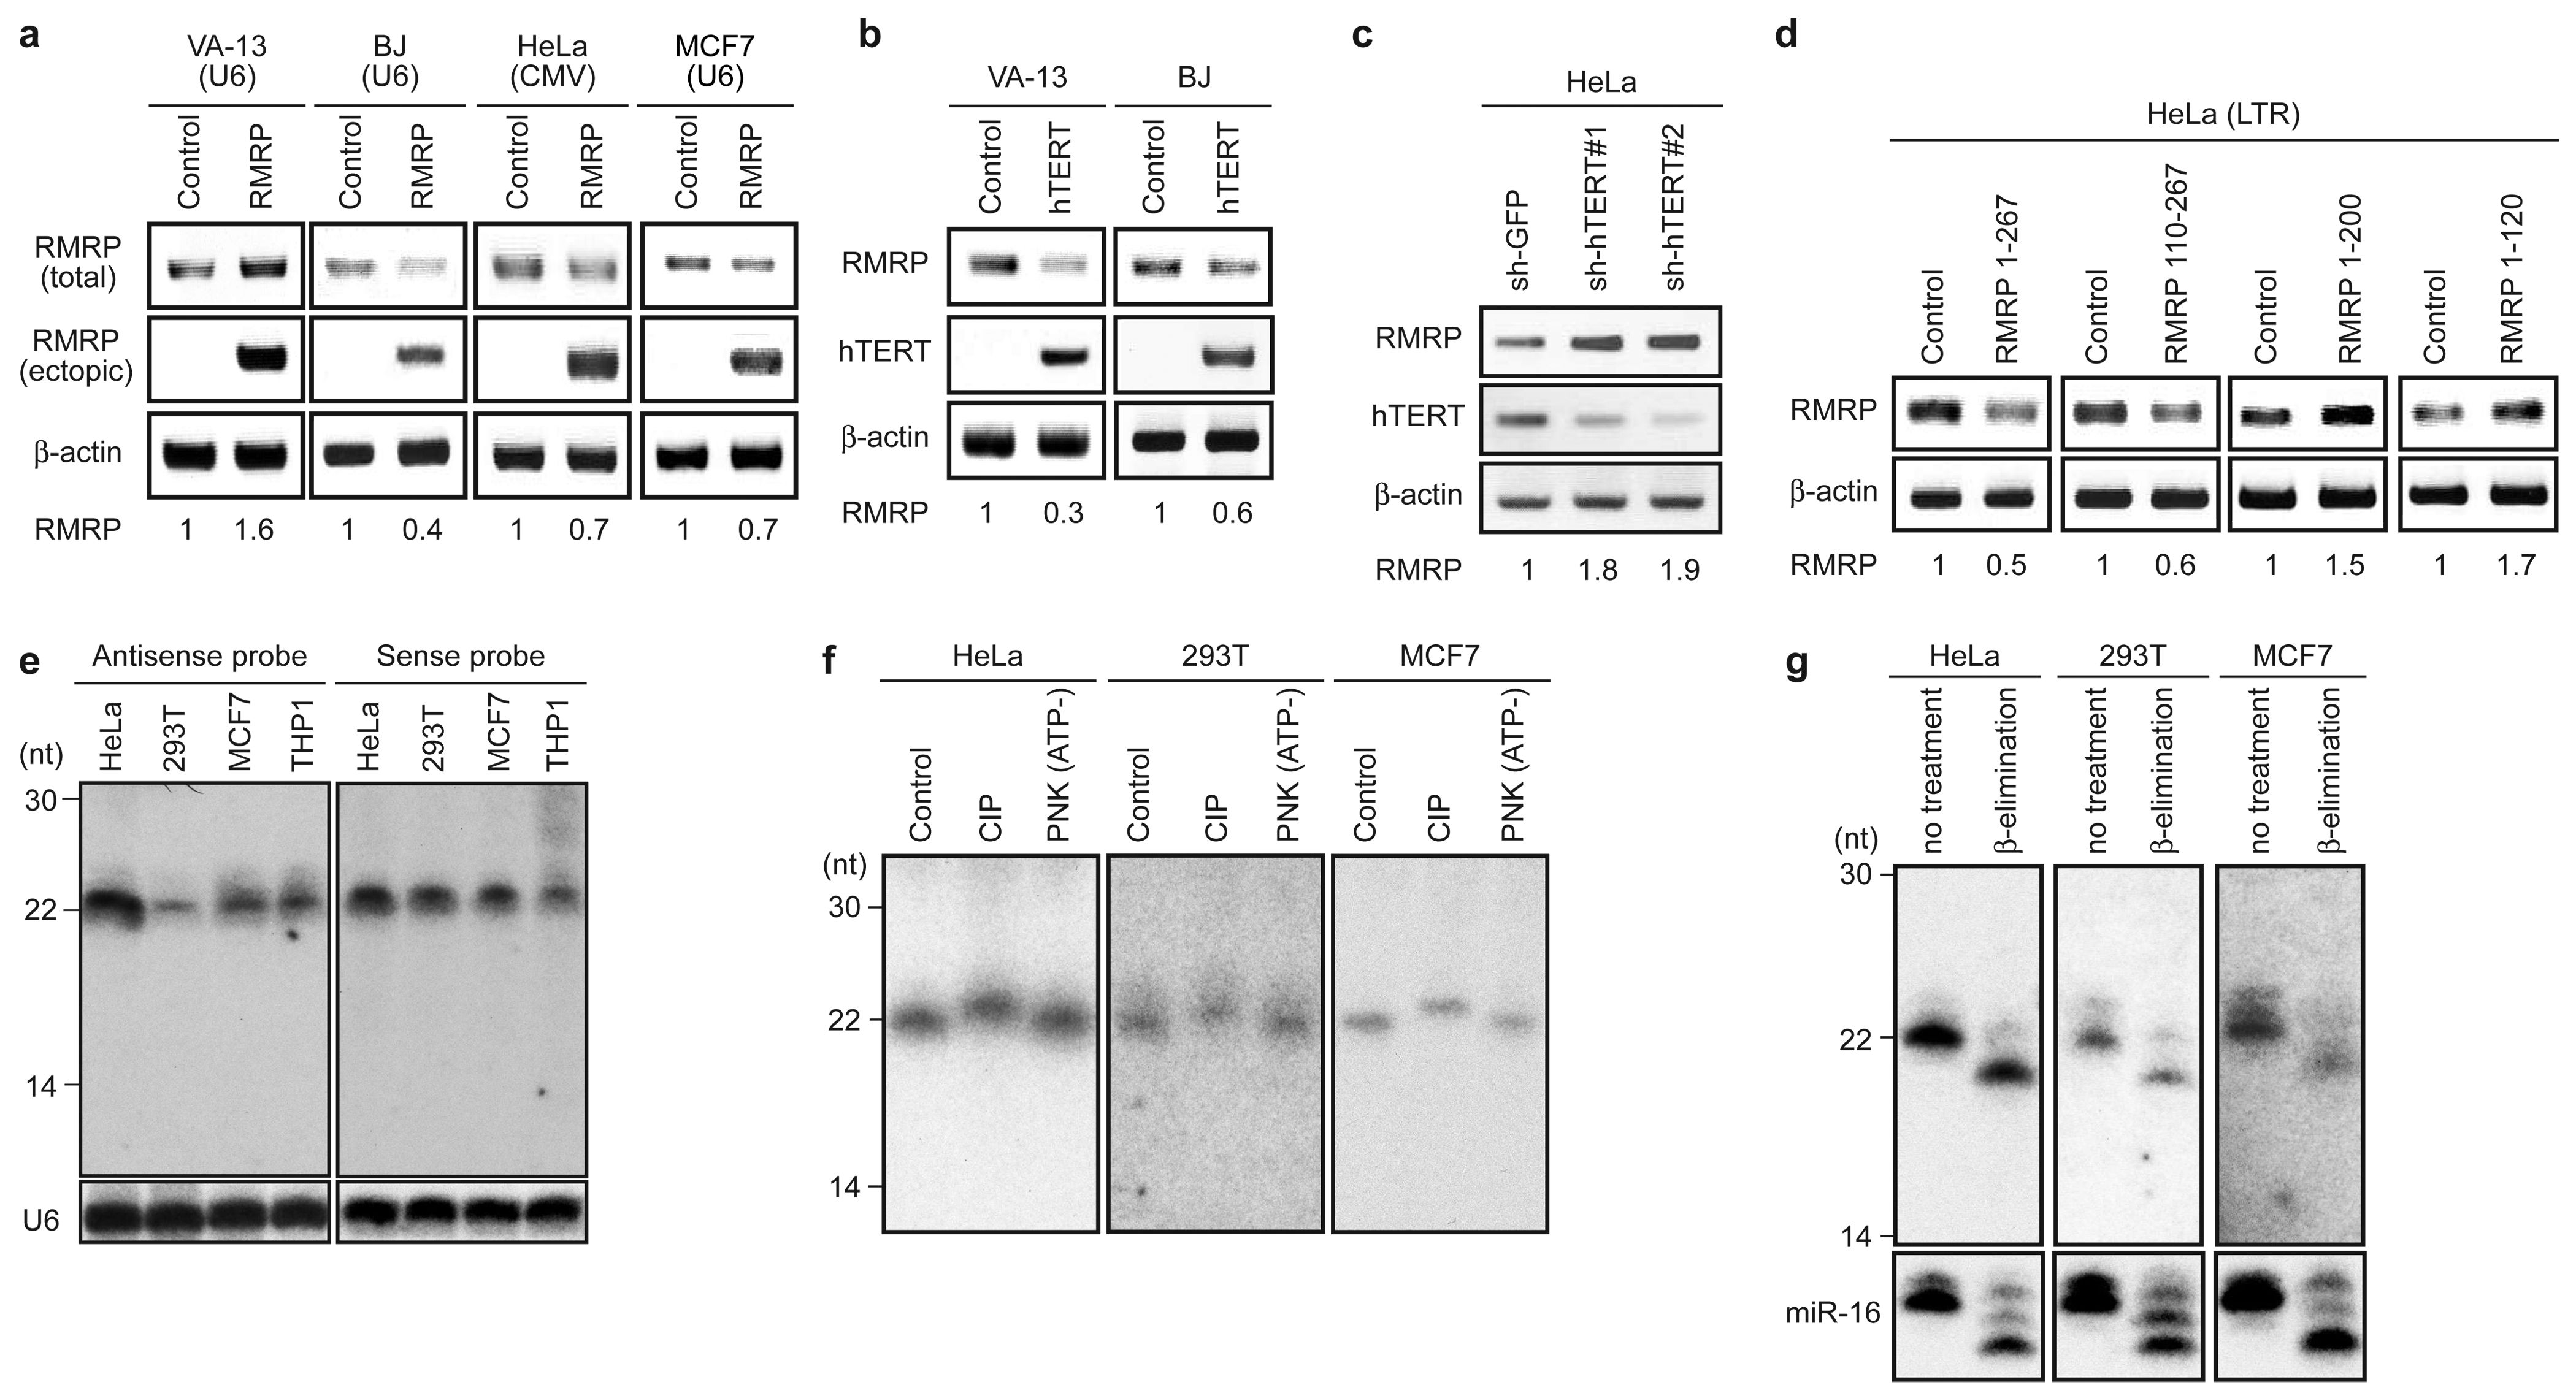 a
VA-13 (U6)
BJ (U6)
HeLa (CMV)
MCF7 (U6)
Control RMRP Control RMRP Control RMRP Control RMRP
RMRP (total)
RMRP (ectopic)
β-actin
RMRP 1 1.6 1 0.4 1 0.7 1 0.7
b
VA-13 BJ
Control hTERT Control hTERT
RMRP
hTERT
β-actin
RMRP 1 0.3 1 0.6
c
HeLa
sh-GFP sh-hTERT#1 sh-hTERT#2
RMRP
hTERT
β-actin
RMRP 1 1.8 1.9
d
HeLa (LTR)
Control RMRP 1-267 Control RMRP 110-267 Control RMRP 1-200 Control RMRP 1-120
RMRP
β-actin
RMRP 1 0.5 1 0.6 1 1.5 1 1.7
e
Antisense probe Sense probe
(nt) HeLa 293T MCF7 THP1 HeLa 293T MCF7 THP1
30
22
14
U6
f
HeLa 293T MCF7
Control CIP PNK (ATP-) Control CIP PNK (ATP-) Control CIP PNK (ATP-)
(nt)
30
22
14
g
HeLa 293T MCF7
no treatment β-elimination no treatment β-elimination no treatment β-elimination
(nt)
30
22
14
miR-16